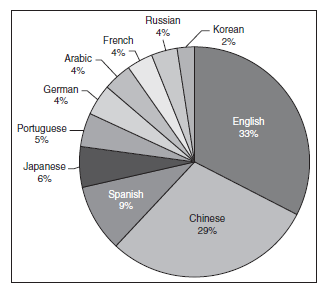 Russian
4%
Korean
2%
French
4%
Arabic
4%
German
4%
Portuguese
5%
Japanese
6%
Spanish
9%
English
33%
Chinese
29%